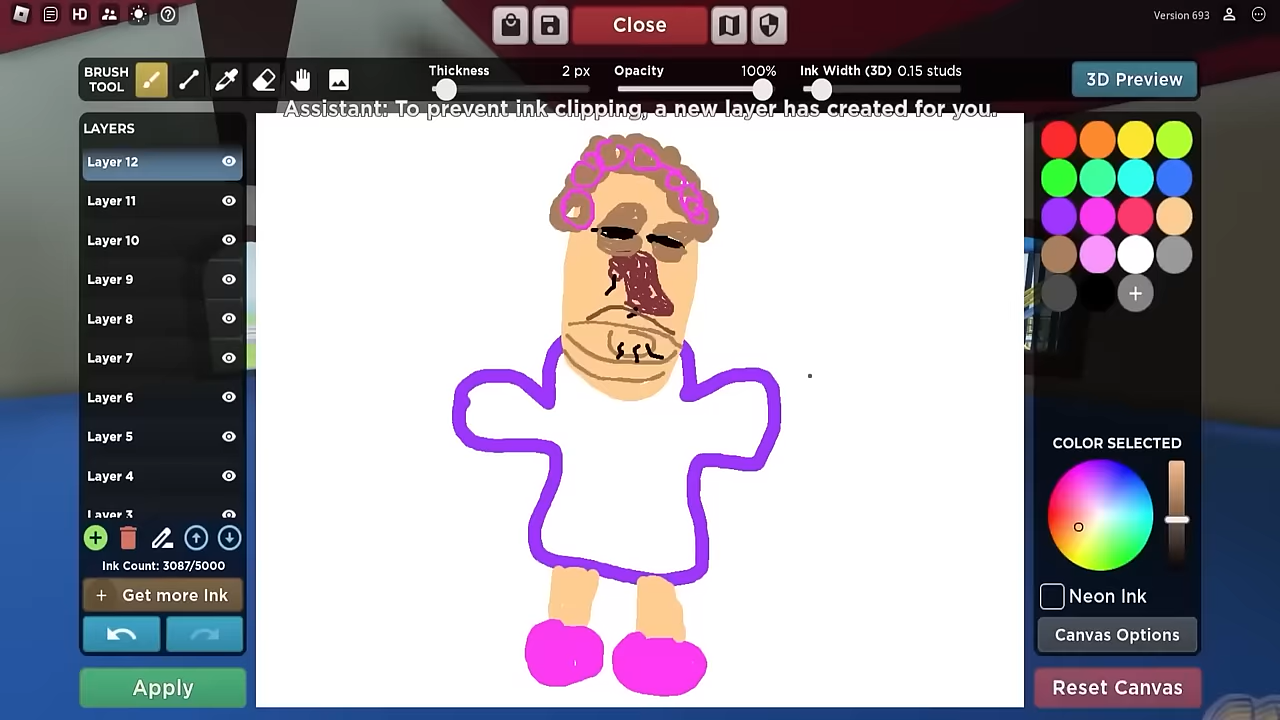 HD
Close
Version 693
BRUSH
TOOL
Thickness
2 px
Opacity
100%
Ink Width (3D)
0.15 studs
3D Preview
Assistant: To prevent ink clipping, a new layer has created for you.
LAYERS
Layer 12
Layer 11
Layer 10
Layer 9
Layer 8
Layer 7
Layer 6
Layer 5
Layer 4
Layer 3
Ink Count: 3087/5000
+ Get more Ink
Apply
COLOR SELECTED
Neon Ink
Canvas Options
Reset Canvas